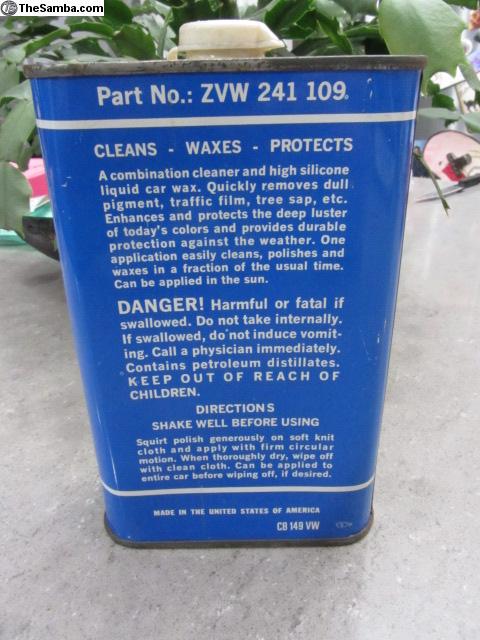 TheSamba.com
Part No.: ZVW 241 109.
CLEANS - WAXES - PROTECTS
A combination cleaner and high silicone
liquid car wax. Quickly removes dull
pigment, traffic film, tree sap, etc.
Enhances and protects the deep luster
of today's colors and provides durable
protection against the weather. One
application easily cleans, polishes and
waxes in a fraction of the usual time.
Can be applied in the sun.
DANGER! Harmful or fatal if
swallowed. Do not take internally.
If swallowed, do not induce vomit-
ing. Call a physician immediately.
Contains petroleum distillates.
KEEP OUT OF REACH OF
CHILDREN.
DIRECTIONS
SHAKE WELL BEFORE USING
Squirt polish generously on soft knit
cloth and apply with firm circular
motion. When thoroughly dry, wipe off
with clean cloth. Can be applied to
entire car before wiping off, if desired.
MADE IN THE UNITED STATES OF AMERICA
CB 149 VW